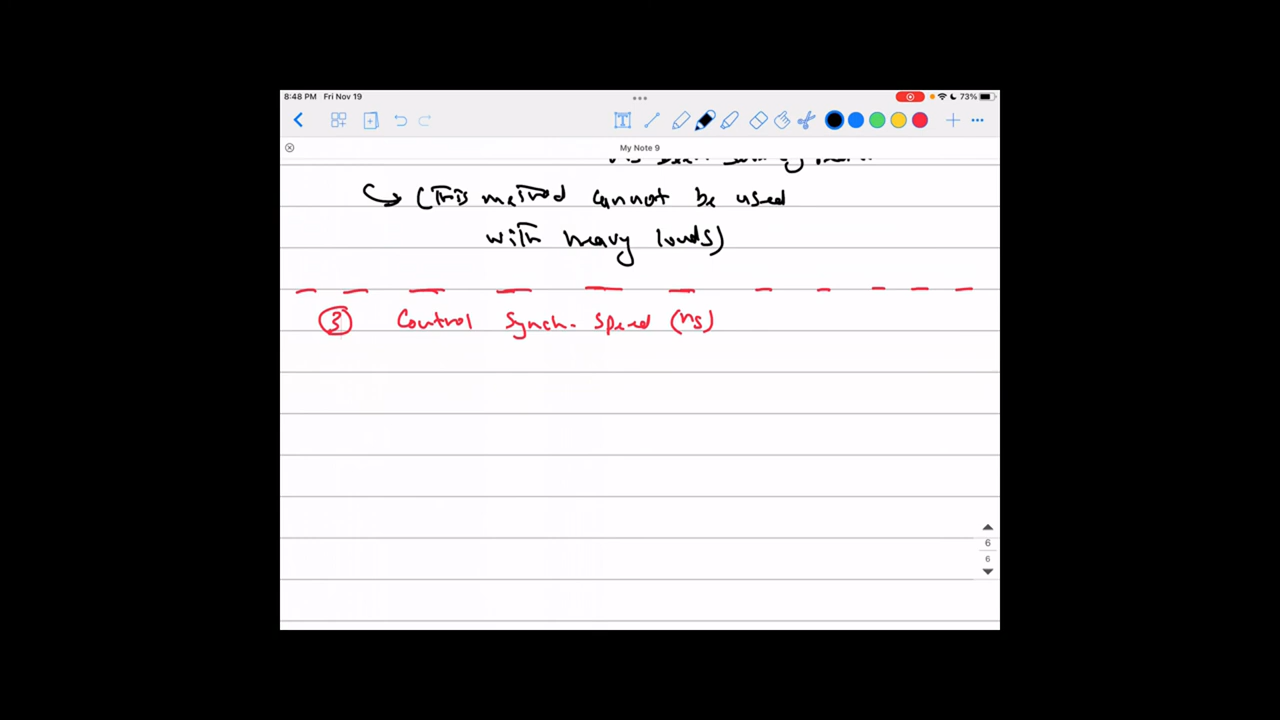 8:48 PM Fri Nov 19
73%
My Note 9
(This method cannot be used
with heavy loads)
3 Control Synch. Speed (ns)
6
6